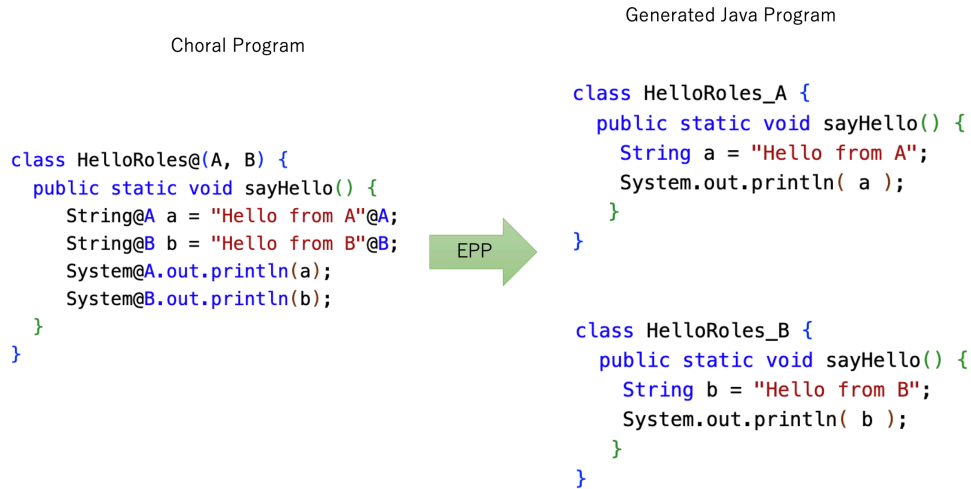 Choral Program
class HelloRoles@(A, B) {
public static void sayHello() {
String@A a = "Hello from A"@A;
String@B b = "Hello from B"@B;
System@A.out.println(a);
System@B.out.println(b);
}
}
EPP
Generated Java Program
class HelloRoles_A {
public static void sayHello() {
String a = "Hello from A";
System.out.println( a );
}
}
class HelloRoles_B {
public static void sayHello() {
String b = "Hello from B";
System.out.println( b );
}
}